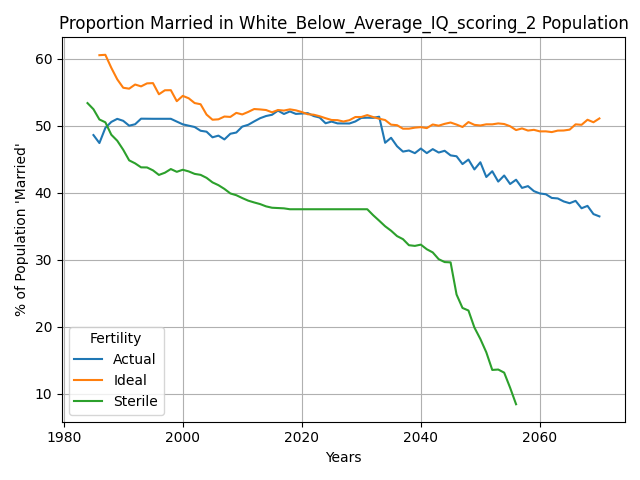 Proportion Married in White_Below_Average_IQ_scoring_2 Population
% of Population 'Married'
60
50
40
30
20
10
Fertility
Actual
Ideal
Sterile
1980
2000
2020
2040
2060
Years